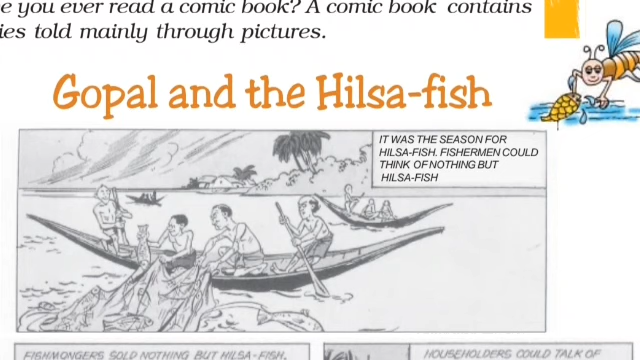 e you ever read a comic book? A comic book contains
ies told mainly through pictures.
Gopal and the Hilsa-fish
IT WAS THE SEASON FOR
HILSA-FISH. FISHERMEN COULD
THINK OF NOTHING BUT
HILSA-FISH
FISHMONGERS SOLD NOTHING BUT HILSA-FISH.
HOUSEHOLDERS COULD TALK OF